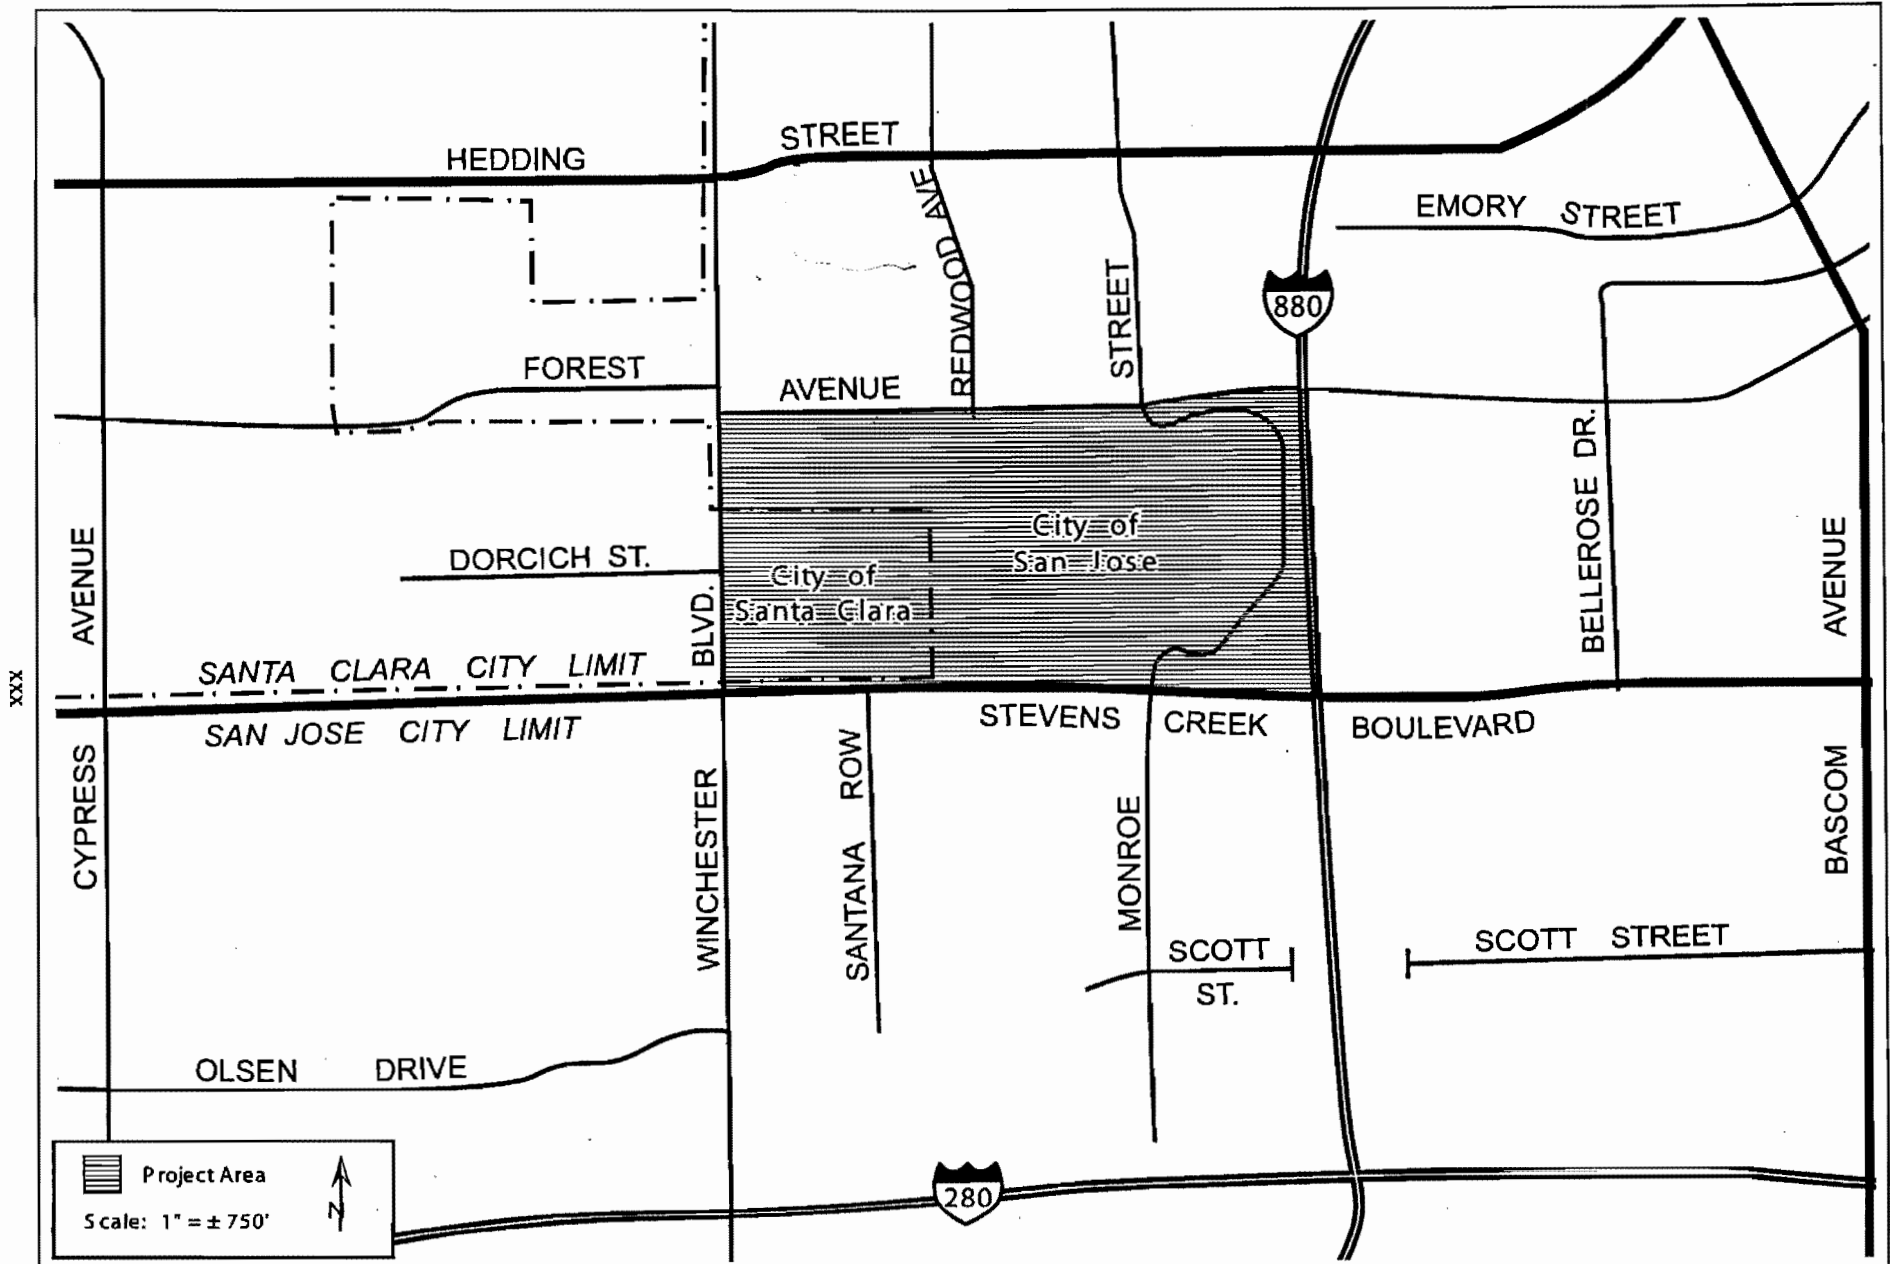 HEDDING STREET
REDWOOD AVE
STREET
EMORY STREET
880
FOREST AVENUE
BELLEROSE DR.
AVENUE
AVENUE
City of
San Jose
DORCICH ST.
City of
Santa Clara
BLVD.
SANTA CLARA CITY LIMIT
SAN JOSE CITY LIMIT
STEVENS CREEK BOULEVARD
XXX
CYPRESS
WINCHESTER
SANTANA ROW
MONROE
BASCOM
SCOTT
ST.
SCOTT STREET
OLSEN DRIVE
280
Project Area
Scale: 1" = ± 750'
N